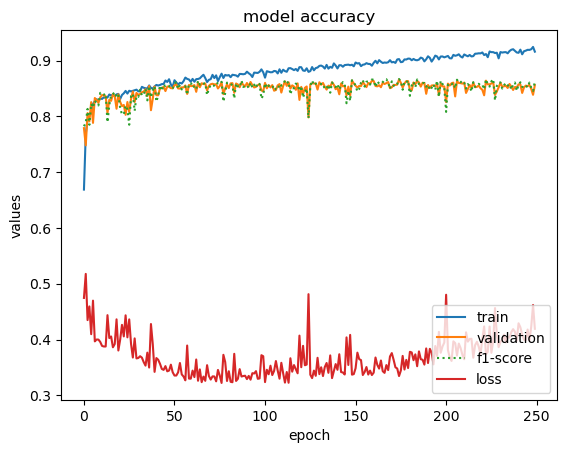 model accuracy
values
0.9
0.8
0.7
0.6
0.5
0.4
0.3
train
validation
f1-score
loss
0 50 100 150 200 250
epoch